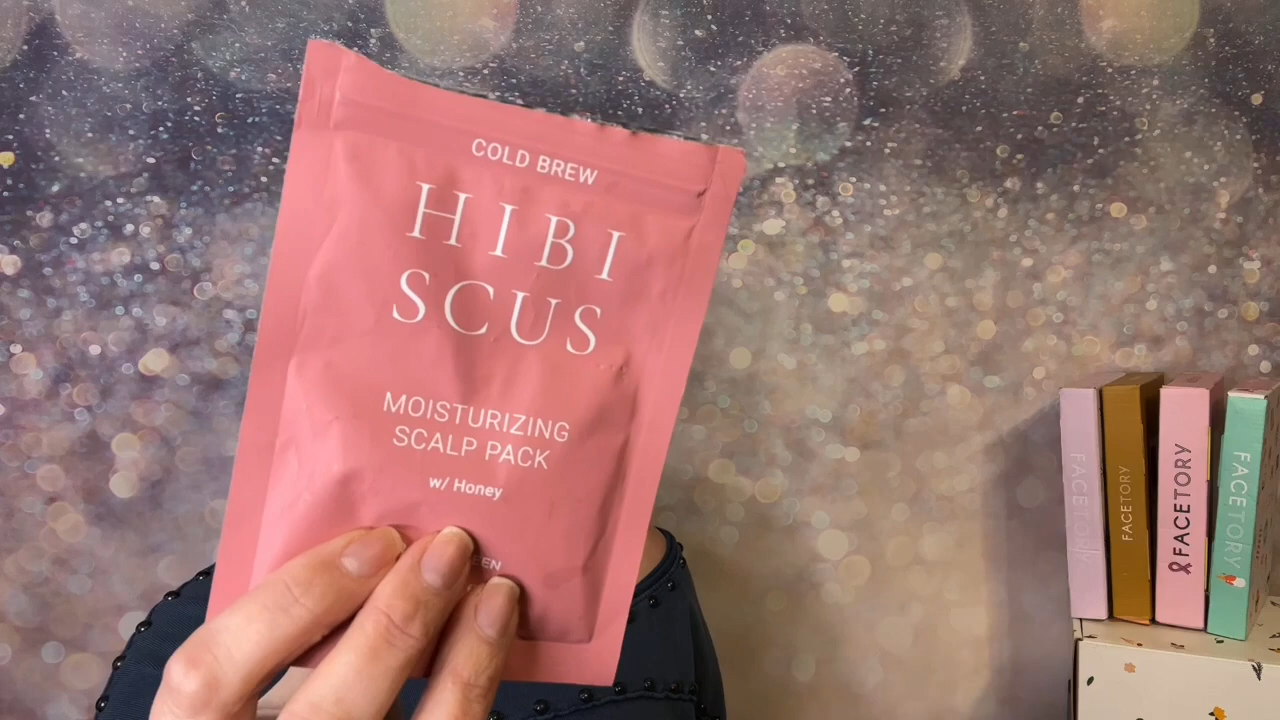 COLD BREW
HIBI
SCUS
MOISTURIZING
SCALP PACK
w/ Honey
FACETORY
FACETORY
FACETORY
FACETORY